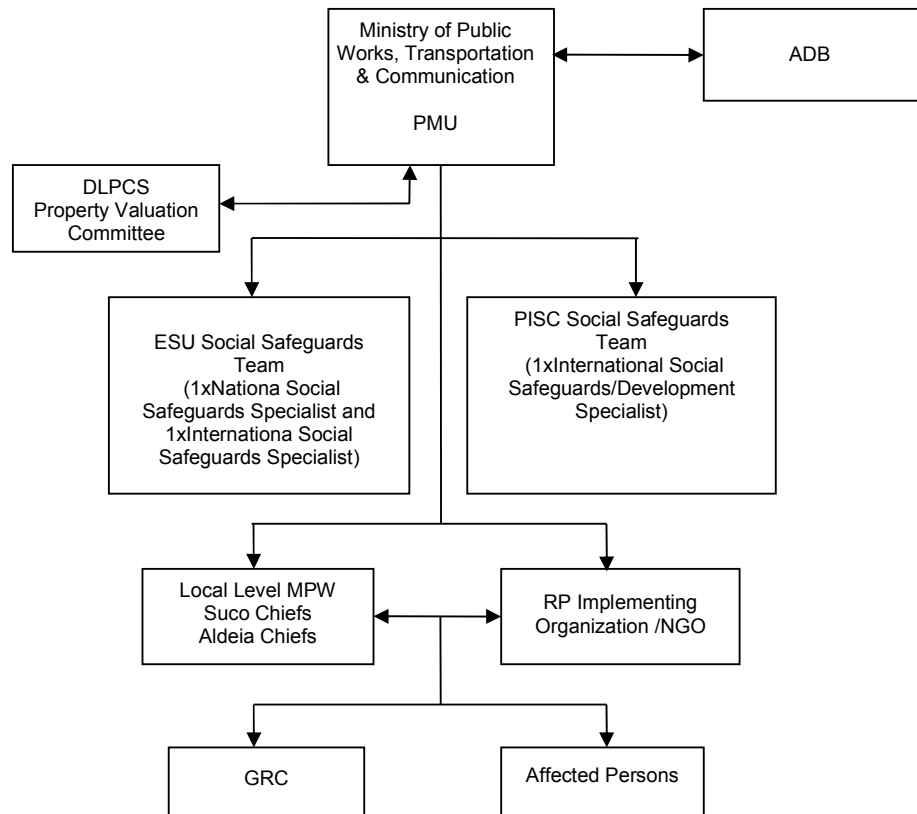 Ministry of Public
Works, Transportation
& Communication
PMU
ADB
DLPCS
Property Valuation
Committee
ESU Social Safeguards
Team
(1xNationa Social
Safeguards Specialist and
1xInternationa Social
Safeguards Specialist)
PISC Social Safeguards
Team
(1xInternational Social
Safeguards/Development
Specialist)
Local Level MPW
Suco Chiefs
Aldeia Chiefs
RP Implementing
Organization /NGO
GRC
Affected Persons